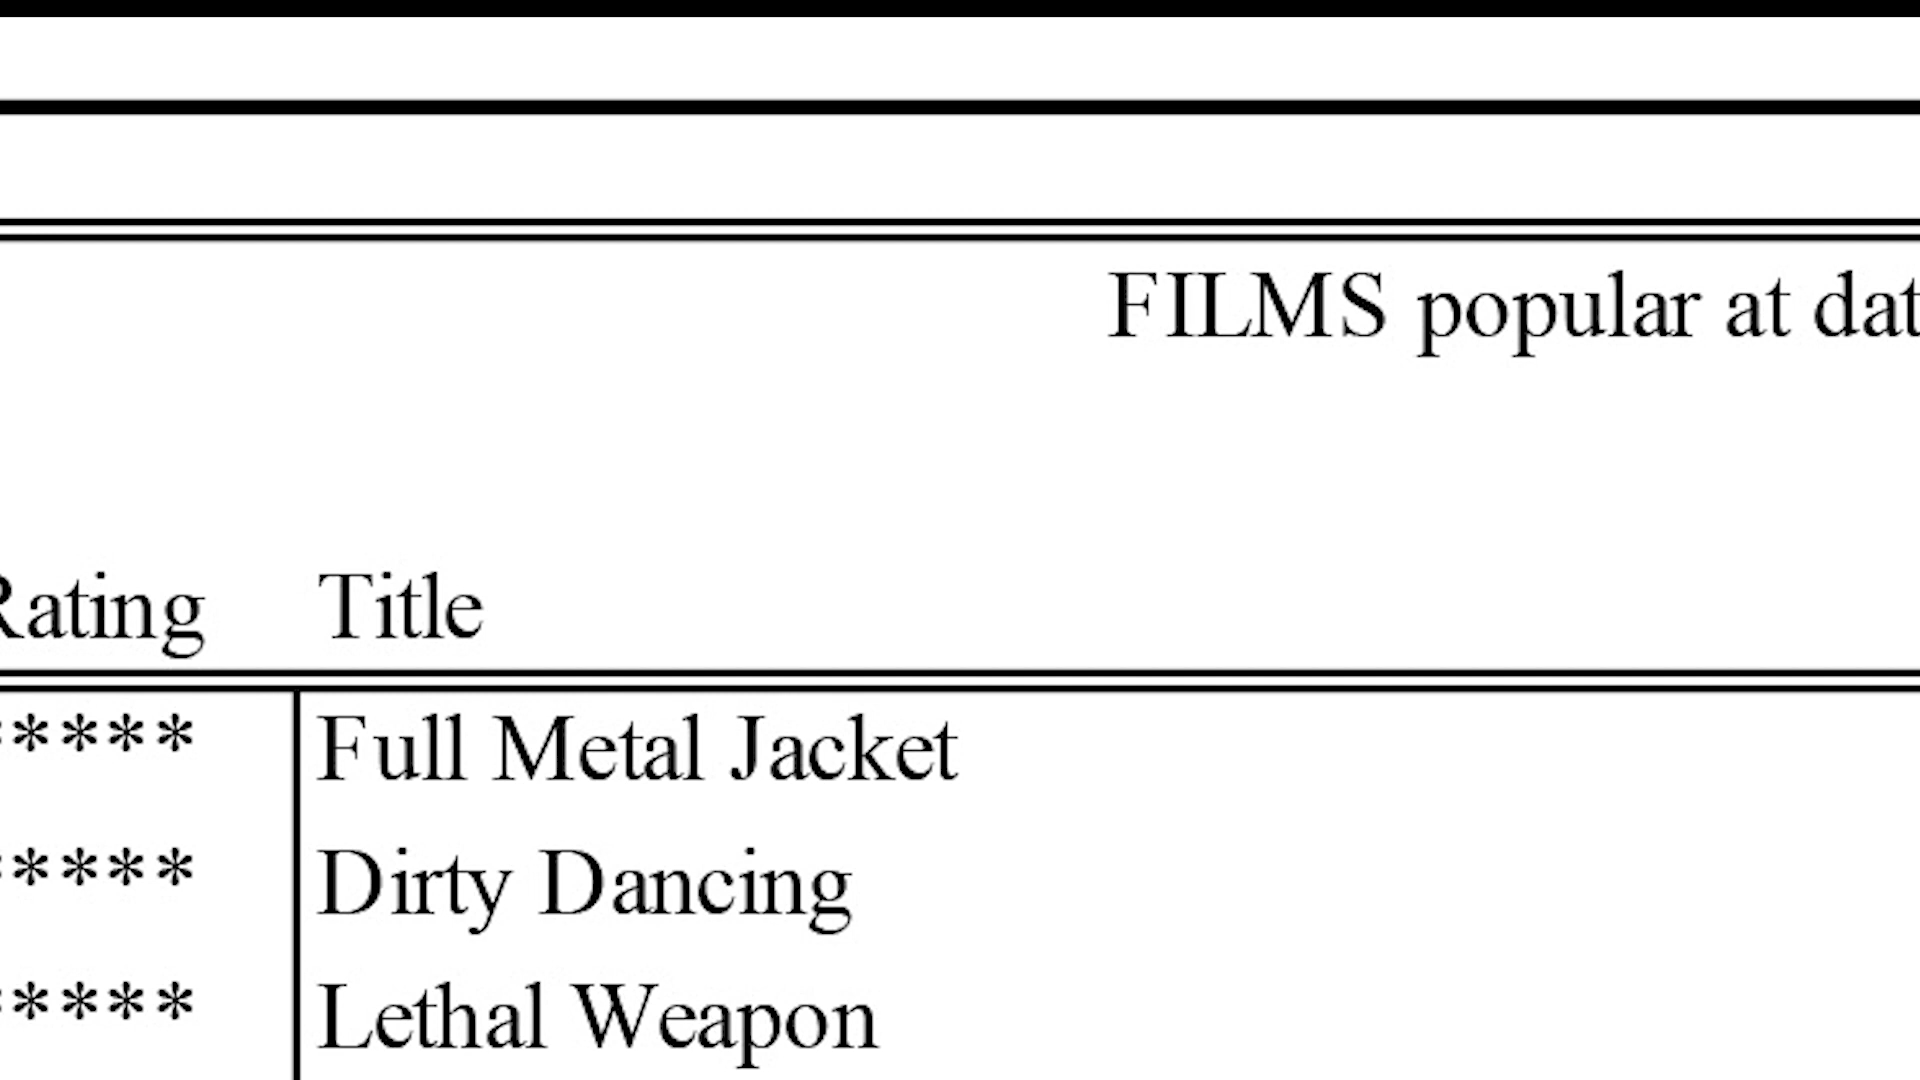 FILMS popular at dat
Rating Title
***** Full Metal Jacket
***** Dirty Dancing
***** Lethal Weapon